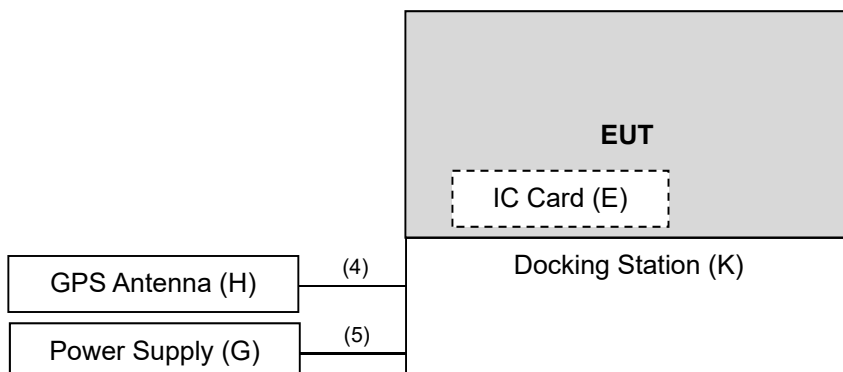 EUT
IC Card (E)
Docking Station (K)
GPS Antenna (H)
(4)
Power Supply (G)
(5)